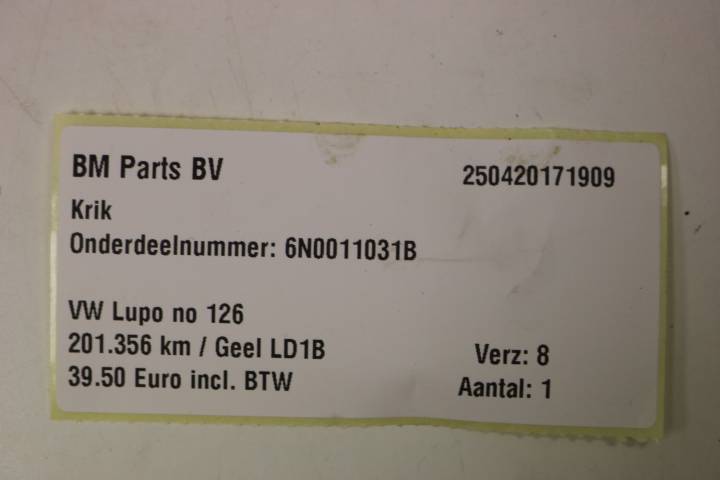 BM Parts BV 250420171909
Krik
Onderdeelnummer: 6N0011031B
VW Lupo no 126
201.356 km / Geel LD1B Verz: 8
39.50 Euro incl. BTW Aantal: 1